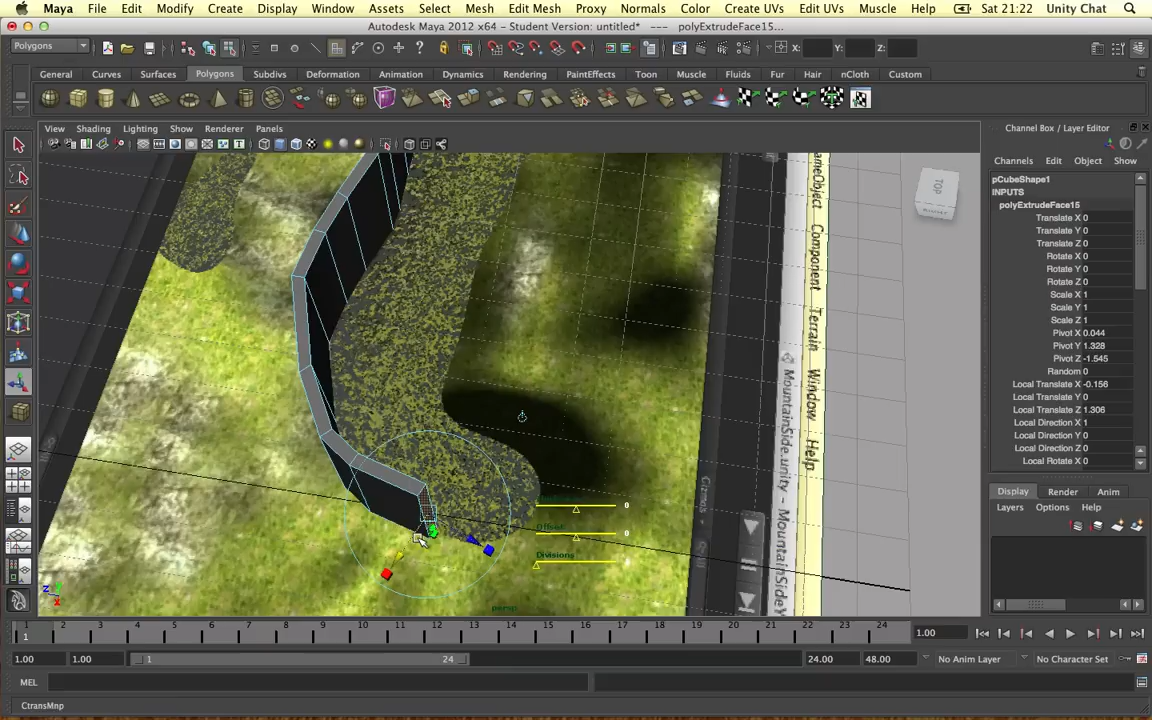 Maya File Edit Modify Create Display Window Assets Select Mesh Edit Mesh Proxy Normals Color Create UVs Edit UVs Muscle Help Sat 21:22 Unity Chat
Autodesk Maya 2012 x64 - Student Version: untitled* --- polyExtrudeFace15...
Polygons X: Y: Z:
General Curves Surfaces Polygons Subdivs Deformation Animation Dynamics Rendering PaintEffects Toon Muscle Fluids Fur Hair nCloth Custom
View Shading Lighting Show Renderer Panels
Channel Box / Layer Editor
Channels Edit Object Show
pCubeShape1
INPUTS
polyExtrudeFace15
Translate X 0
Translate Y 0
Translate Z 0
Rotate X 0
Rotate Y 0
Rotate Z 0
Scale X 1
Scale Y 1
Scale Z 1
Pivot X 0.044
Pivot Y 1.328
Pivot Z -1.545
Random 0
Local Translate X -0.156
Local Translate Y 0
Local Translate Z 1.306
Local Direction X 1
Local Direction Y 0
Local Direction Z 0
Local Rotate X 0
TOP
Component Terrain Window Help
MountainSide.unity - MountainSide
Gizmos
0
Offset 0
Divisions
persp
Display Render Anim
Layers Options Help
1 2 3 4 5 6 7 8 9 10 11 12 13 14 15 16 17 18 19 20 21 22 23 24
1 1.00
1.00 1.00 1 24 24.00 48.00 No Anim Layer No Character Set
MEL
CtransMnp